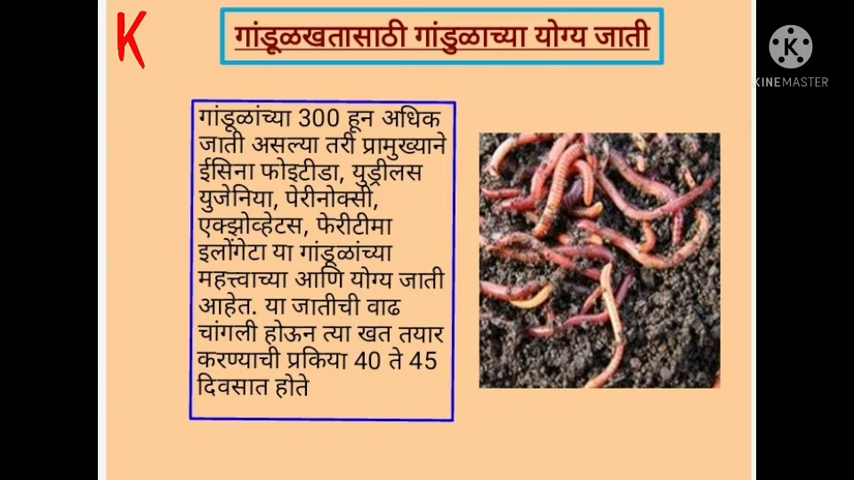 K
गांडूळखतासाठी गांडुळाच्या योग्य जाती
K
KINEMASTER
गांडूळांच्या 300 हून अधिक
जाती असल्या तरी प्रामुख्याने
ईसिना फोइटीडा, युड्रीलस
युजेनिया, पेरीनोक्सी,
एक्झोव्हेटस, फेरीटीमा
इलोंगेटा या गांडूळांच्या
महत्त्वाच्या आणि योग्य जाती
आहेत. या जातीची वाढ
चांगली होऊन त्या खत तयार
करण्याची प्रकिया 40 ते 45
दिवसात होते